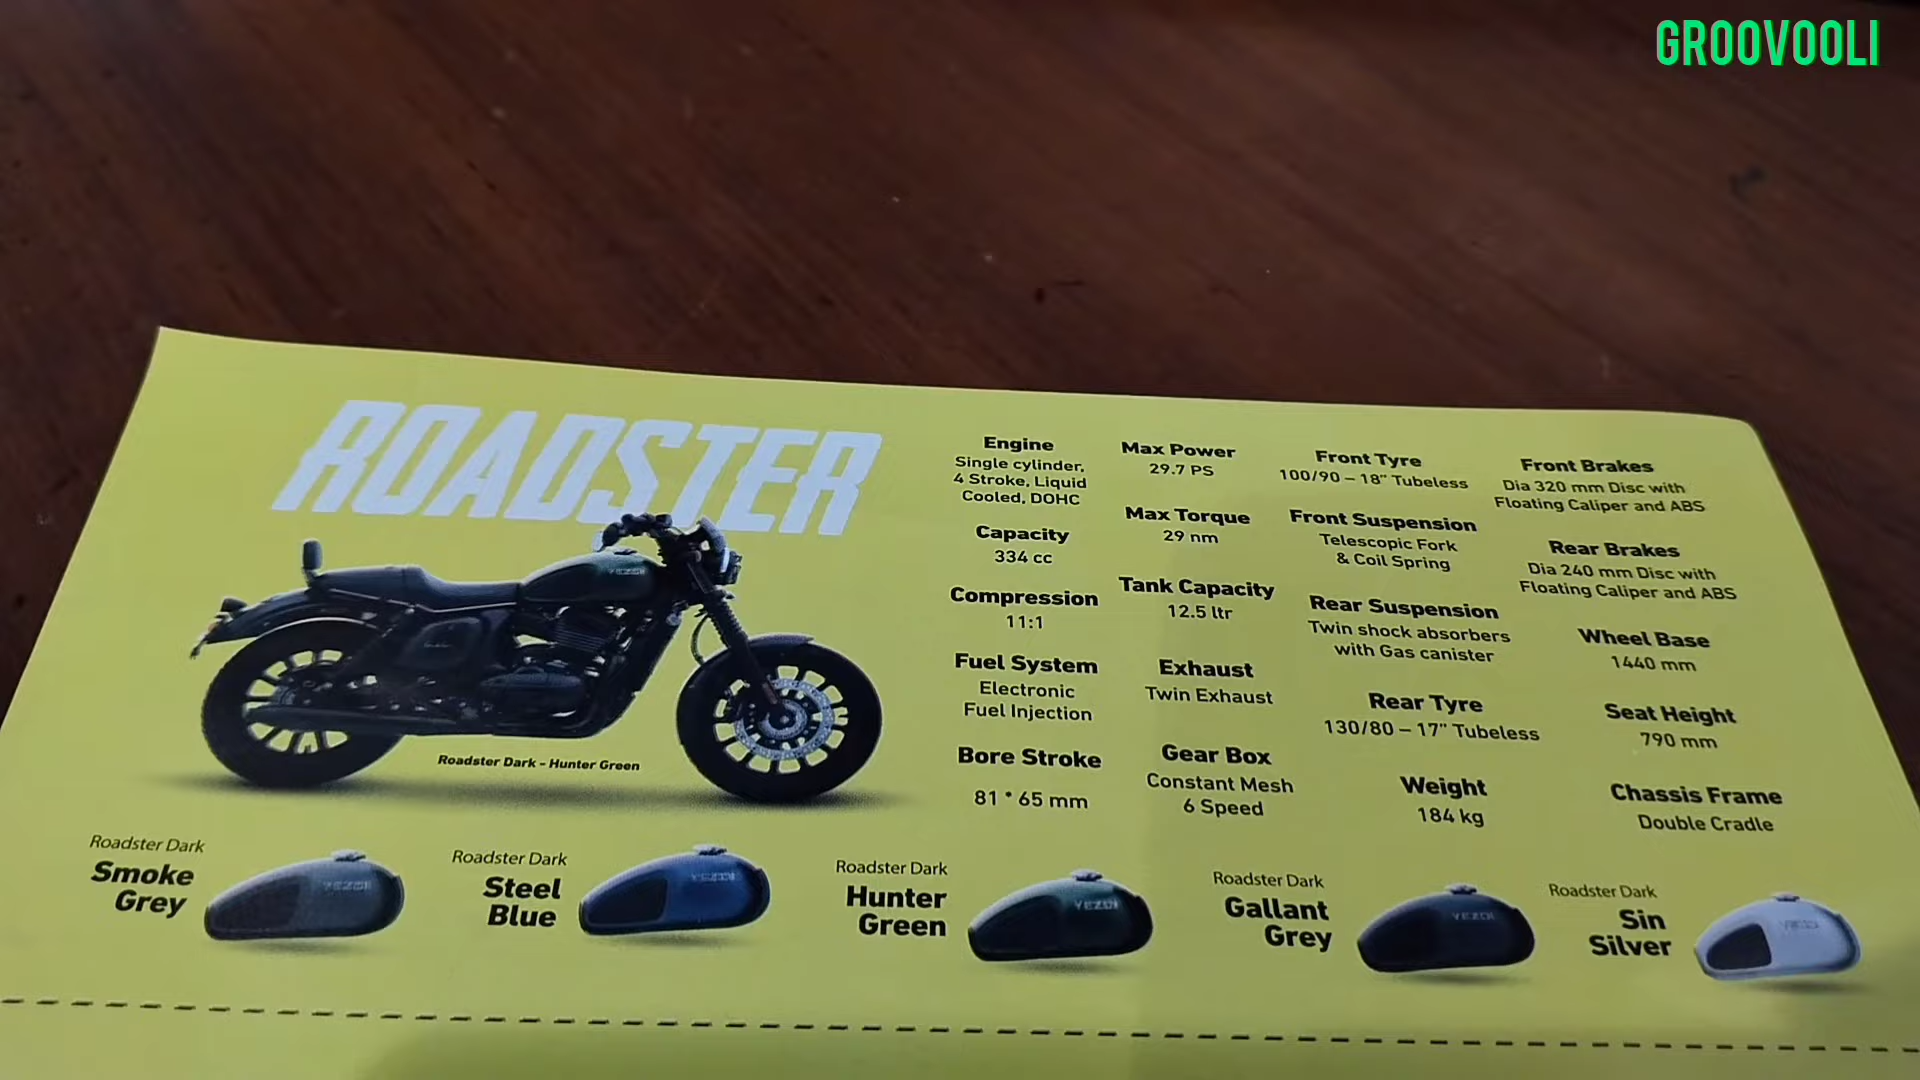 GROOVOOLI
ROADSTER
YEZDI
Roadster Dark - Hunter Green
Engine
Single cylinder,
4 Stroke, Liquid
Cooled, DOHC
Capacity
334 cc
Compression
11:1
Fuel System
Electronic
Fuel Injection
Bore Stroke
81 * 65 mm
Max Power
29.7 PS
Max Torque
29 nm
Tank Capacity
12.5 ltr
Exhaust
Twin Exhaust
Gear Box
Constant Mesh
6 Speed
Front Tyre
100/90 – 18" Tubeless
Front Suspension
Telescopic Fork
& Coil Spring
Rear Suspension
Twin shock absorbers
with Gas canister
Rear Tyre
130/80 – 17" Tubeless
Weight
184 kg
Front Brakes
Dia 320 mm Disc with
Floating Caliper and ABS
Rear Brakes
Dia 240 mm Disc with
Floating Caliper and ABS
Wheel Base
1440 mm
Seat Height
790 mm
Chassis Frame
Double Cradle
Roadster Dark
Smoke
Grey
YEZDI
Roadster Dark
Steel
Blue
YEZDI
Roadster Dark
Hunter
Green
YEZDI
Roadster Dark
Gallant
Grey
YEZDI
Roadster Dark
Sin
Silver
YEZDI